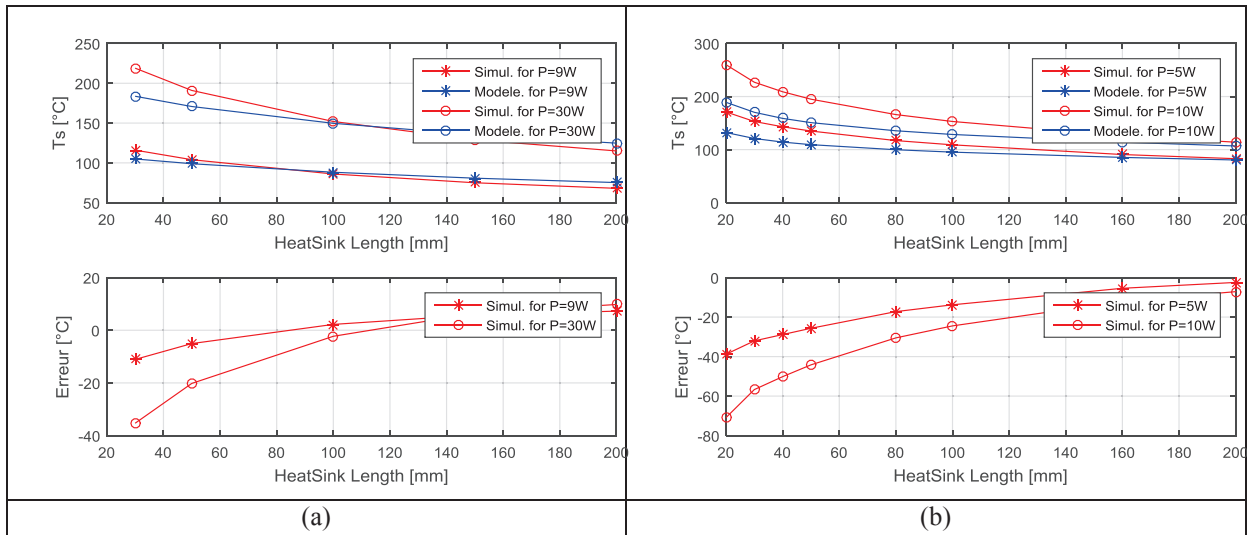 250
200
150
100
50
Ts [°C]
Simul. for P=9W
Modele. for P=9W
Simul. for P=30W
Modele. for P=30W
20 40 60 80 100 120 140 160 180 200
HeatSink Length [mm]
20
0
-20
-40
Erreur [°C]
Simul. for P=9W
Simul. for P=30W
20 40 60 80 100 120 140 160 180 200
HeatSink Length [mm]
(a)
300
200
100
0
Ts [°C]
Simul. for P=5W
Modele. for P=5W
Simul. for P=10W
Modele. for P=10W
20 40 60 80 100 120 140 160 180 200
HeatSink Length [mm]
0
-20
-40
-60
-80
Erreur [°C]
Simul. for P=5W
Simul. for P=10W
20 40 60 80 100 120 140 160 180 200
HeatSink Length [mm]
(b)